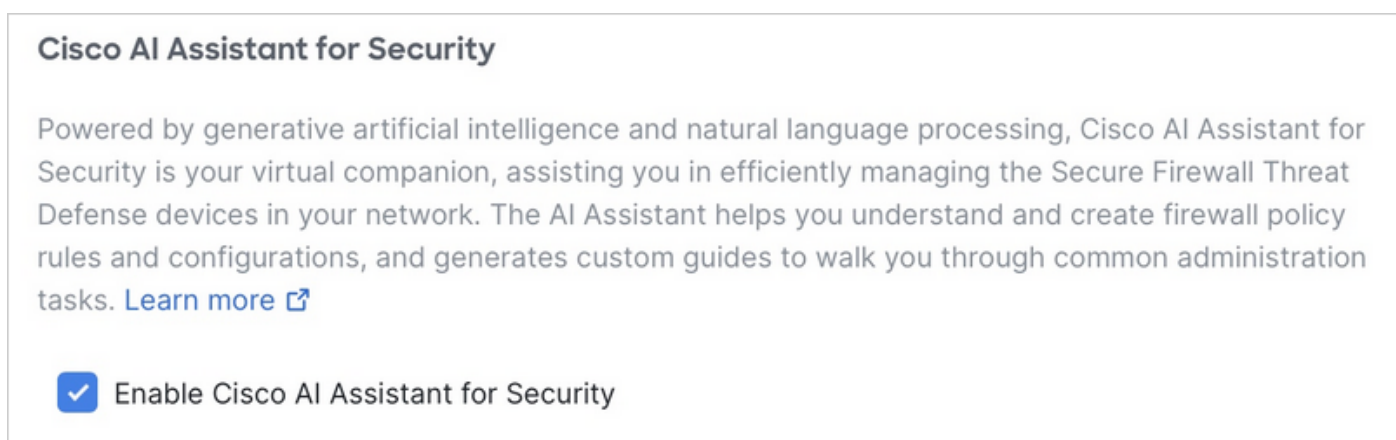 Cisco AI Assistant for Security
Powered by generative artificial intelligence and natural language processing, Cisco AI Assistant for
Security is your virtual companion, assisting you in efficiently managing the Secure Firewall Threat
Defense devices in your network. The AI Assistant helps you understand and create firewall policy
rules and configurations, and generates custom guides to walk you through common administration
tasks. Learn more
Enable Cisco AI Assistant for Security